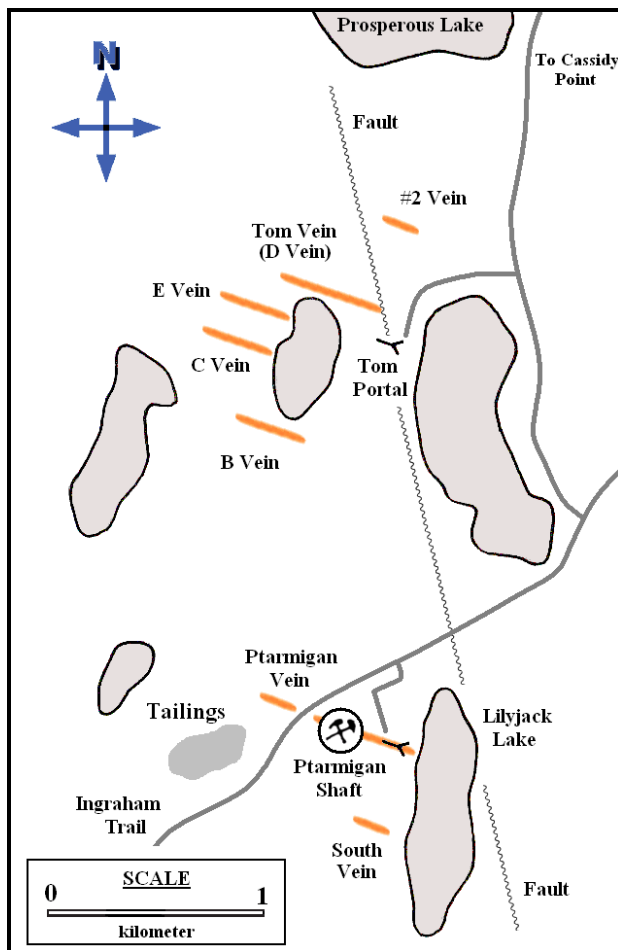 Prosperous Lake
N
To Cassidy
Point
Fault
#2 Vein
Tom Vein
(D Vein)
E Vein
C Vein
Tom
Portal
B Vein
Ptarmigan
Vein
Tailings
Lilyjack
Lake
Ptarmigan
Shaft
Ingraham
Trail
South
Vein
Fault
SCALE
0 1
kilometer